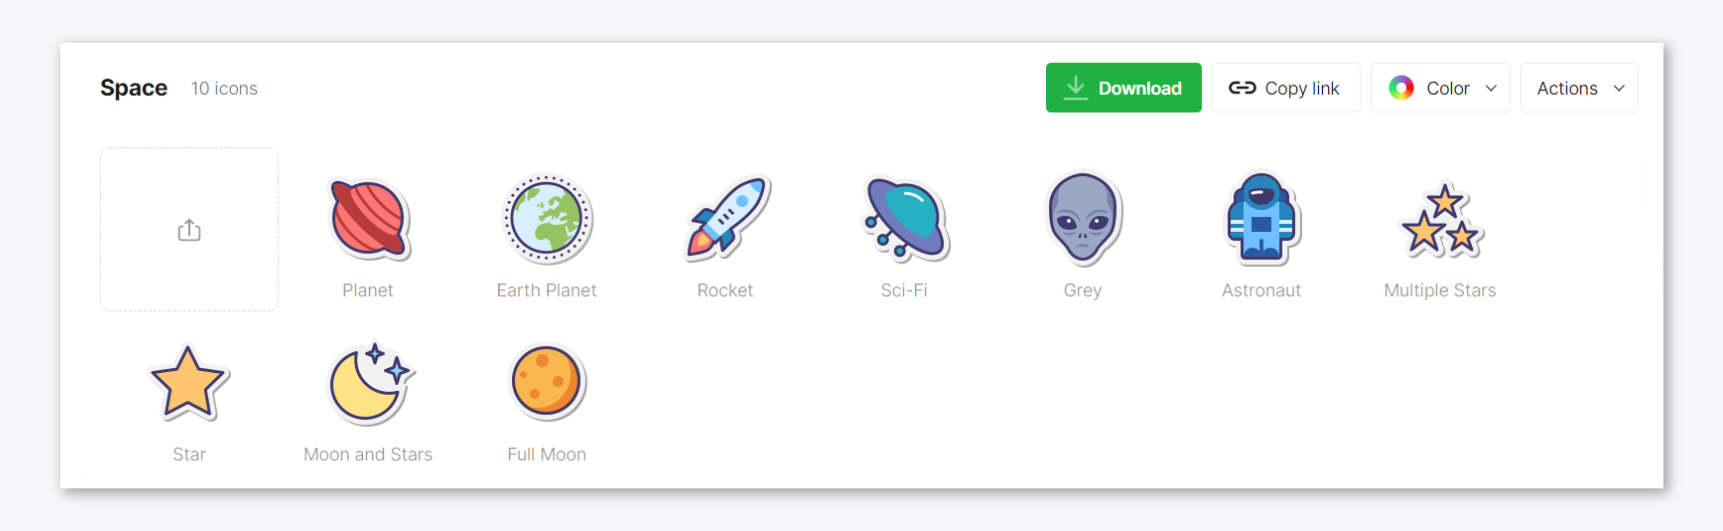 Space 10 icons Download Copy link Color Actions
Planet Earth Planet Rocket Sci-Fi Grey Astronaut Multiple Stars
Star Moon and Stars Full Moon